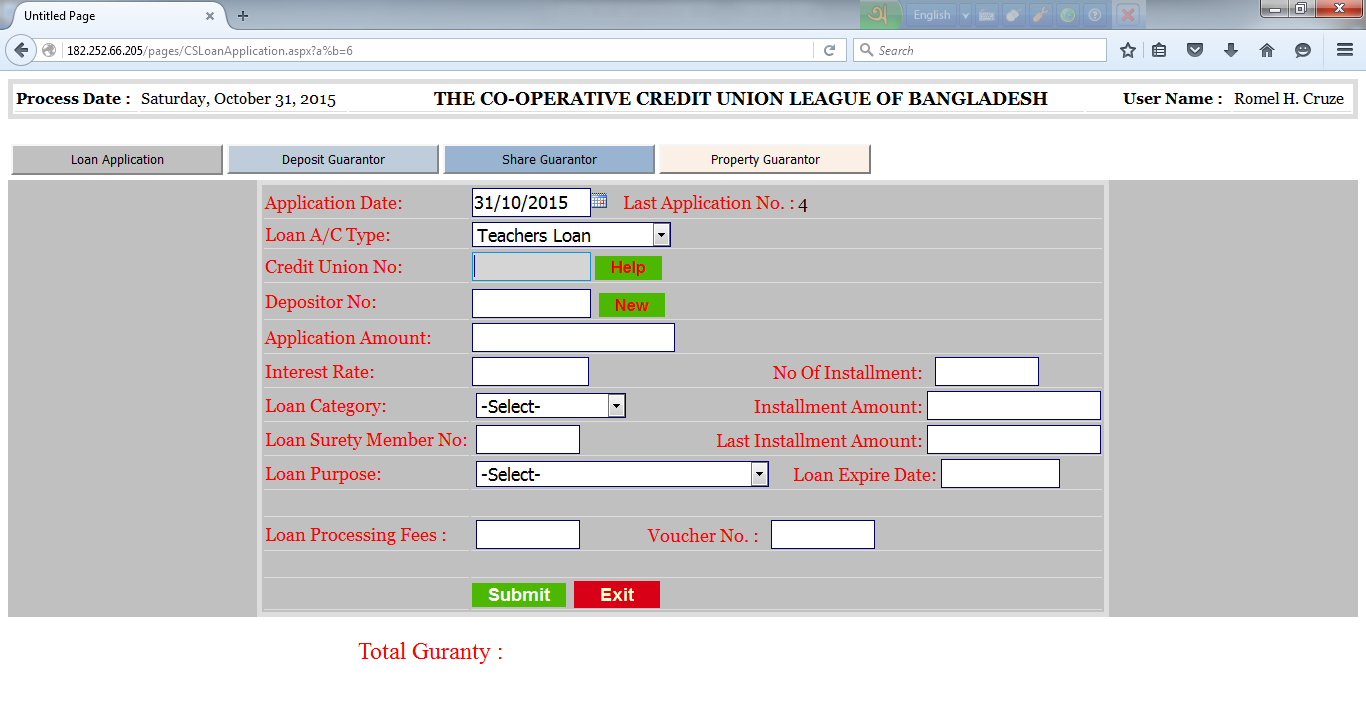 Untitled Page
English
182.252.66.205/pages/CSLoanApplication.aspx?a%b=6
Search
Process Date : Saturday, October 31, 2015 THE CO-OPERATIVE CREDIT UNION LEAGUE OF BANGLADESH User Name : Romel H. Cruze
Loan Application Deposit Guarantor Share Guarantor Property Guarantor
Application Date: 31/10/2015 Last Application No. : 4
Loan A/C Type: Teachers Loan
Credit Union No: Help
Depositor No: New
Application Amount:
Interest Rate: No Of Installment:
Loan Category: -Select- Installment Amount:
Loan Surety Member No: Last Installment Amount:
Loan Purpose: -Select- Loan Expire Date:
Loan Processing Fees : Voucher No. :
Submit Exit
Total Guranty :